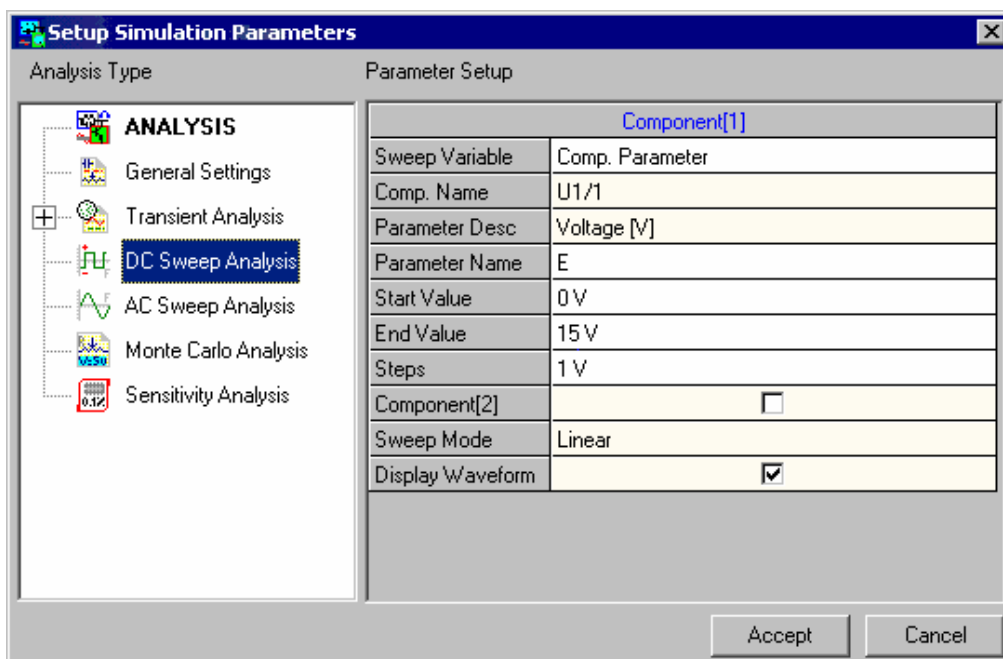 Setup Simulation Parameters
Analysis Type
Parameter Setup
ANALYSIS
General Settings
Transient Analysis
DC Sweep Analysis
AC Sweep Analysis
Monte Carlo Analysis
Sensitivity Analysis
Component[1]
Sweep Variable Comp. Parameter
Comp. Name U1/1
Parameter Desc Voltage [V]
Parameter Name E
Start Value 0 V
End Value 15 V
Steps 1 V
Component[2]
Sweep Mode Linear
Display Waveform
Accept Cancel